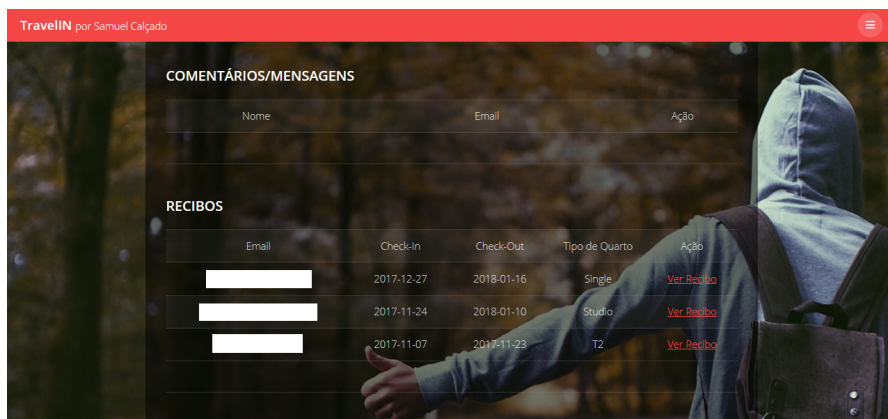 TravelIN por Samuel Calçado
COMENTÁRIOS/MENSAGENS
Nome Email Ação
RECIBOS
Email Check-In Check-Out Tipo de Quarto Ação
2017-12-27 2018-01-16 Single Ver Recibo
2017-11-24 2018-01-10 Studio Ver Recibo
2017-11-07 2017-11-23 T2 Ver Recibo